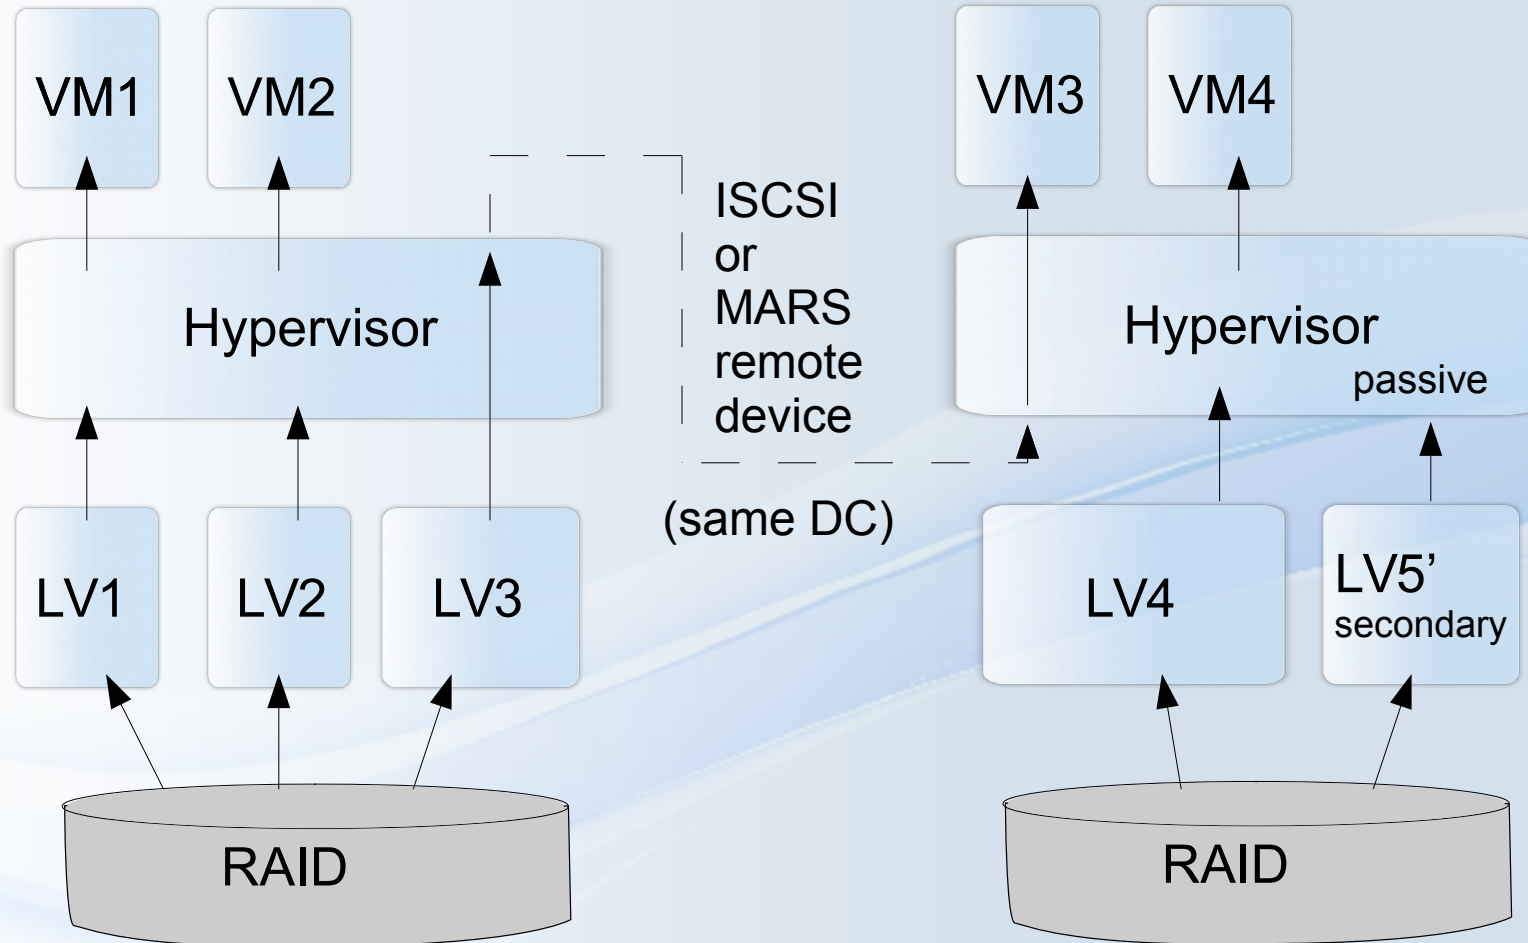 VM1
VM2
VM3
VM4
ISCSI
or
MARS
remote
device
(same DC)
Hypervisor
Hypervisor
passive
LV1
LV2
LV3
LV4
LV5’
secondary
RAID
RAID